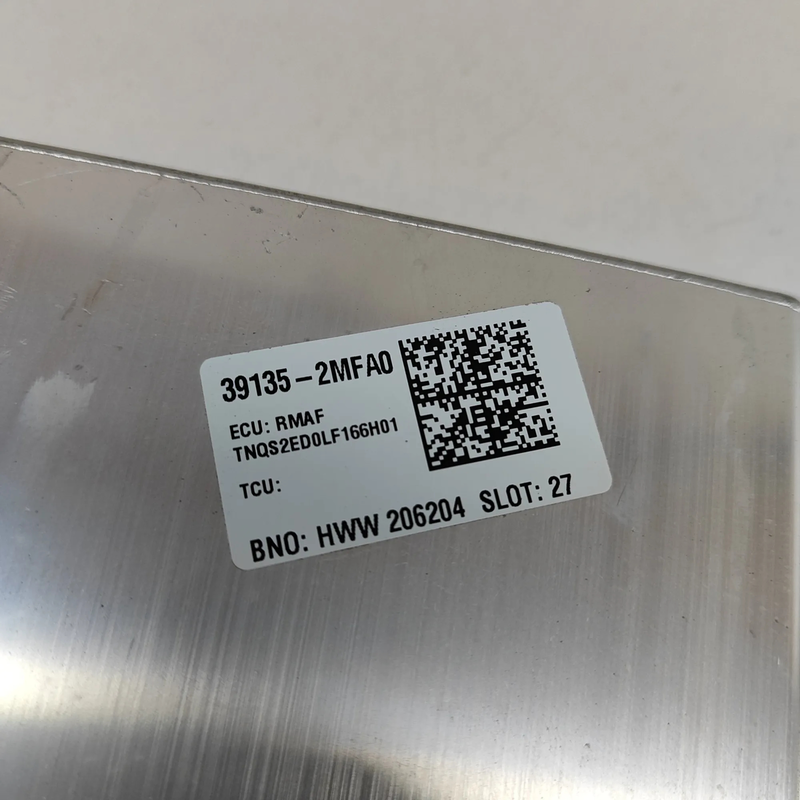 39135-2MFA0
ECU: RMAF
TNQS2ED0LF166H01
TCU:
BNO: HWW 206204 SLOT: 27